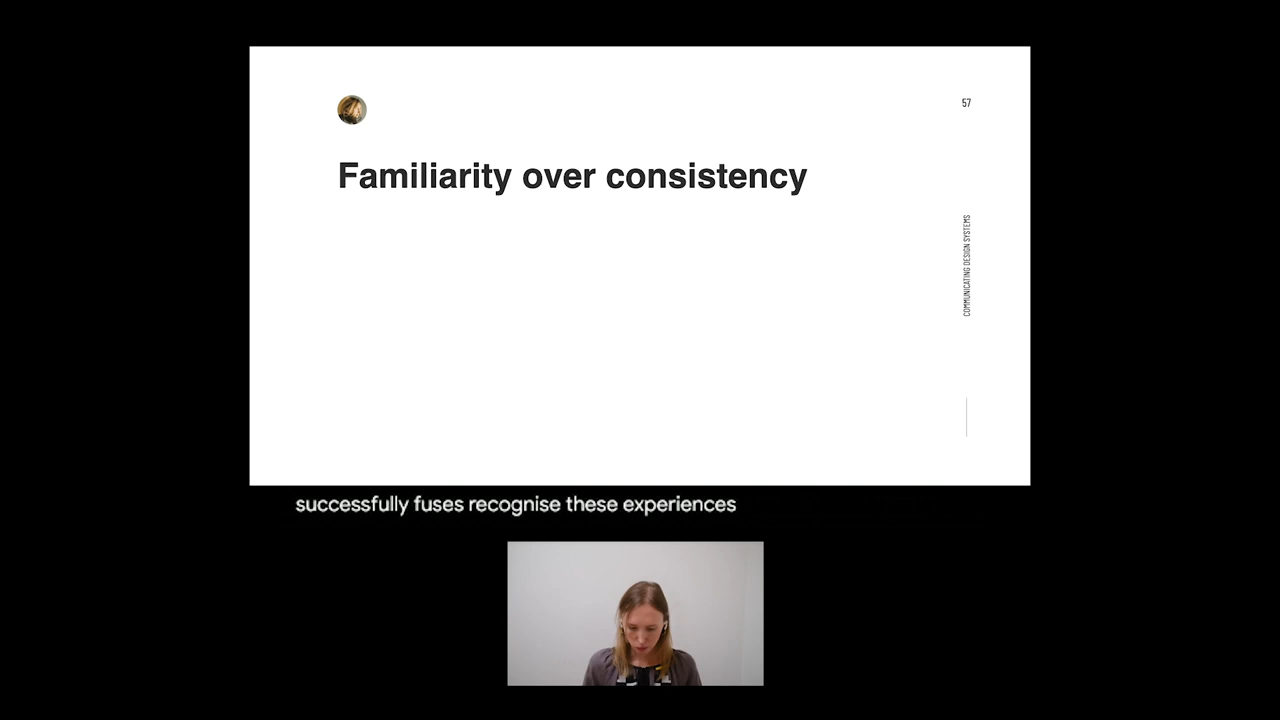 57
Familiarity over consistency
COMMUNICATING DESIGN SYSTEMS
successfully fuses recognise these experiences